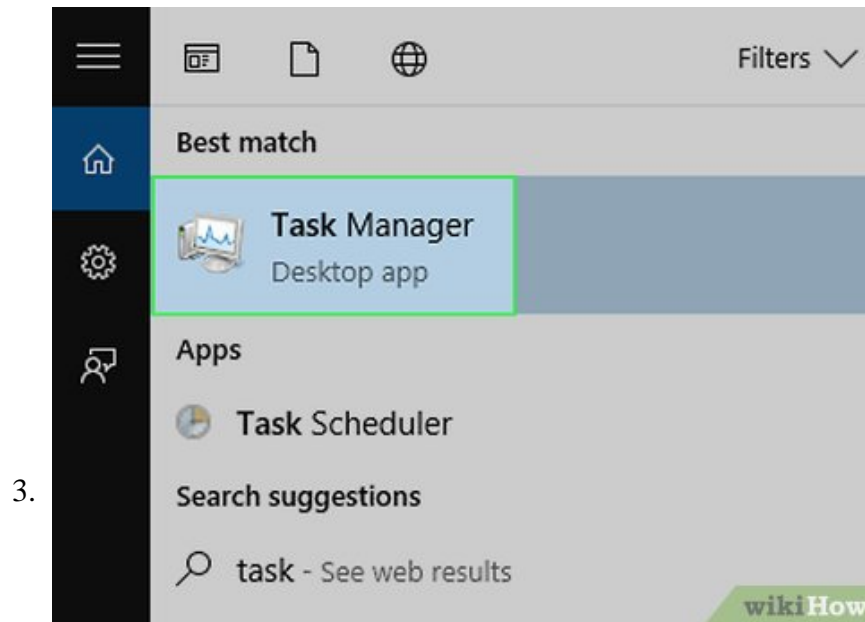 Filters
Best match
Task Manager
Desktop app
Apps
Task Scheduler
3.
Search suggestions
task - See web results
wikiHow